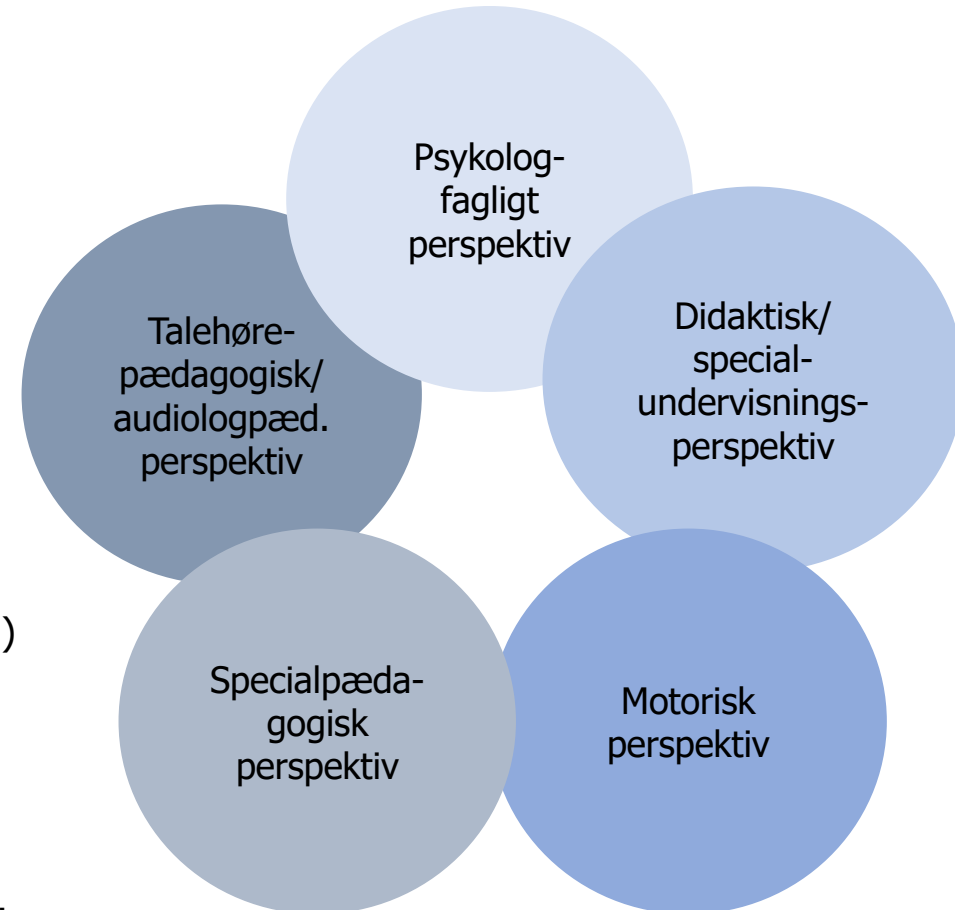 Psykolog-
fagligt
perspektiv
Talehøre-
pædagogisk/
audiologpæd.
perspektiv
Didaktisk/
special-
undervisnings-
perspektiv
)
Specialpæda-
gogisk
perspektiv
Motorisk
perspektiv